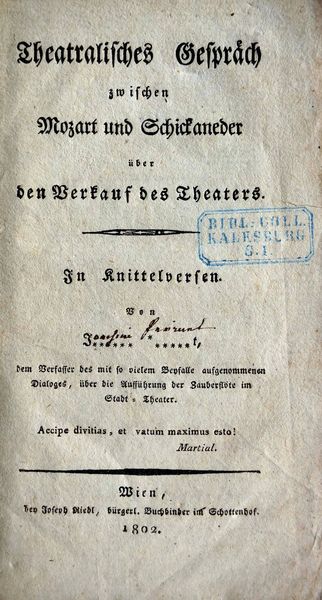 Theatralisches Gespräch
zwischen
Mozart und Schickaneder
über
den Verkauf des Theaters.
BIBL. COLL.
KALKSBURG
S. I.
In Knittelversen.
Von
Joachim Perinet
J****** *. *****t,
dem Verfasser des mit so vielem Beyfalle aufgenommenen
Dialoges, über die Aufführung der Zauberflöte im
Stadt-Theater.
Accipe divitias, et vatum maximus esto!
Martial.
Wien,
bey Joseph Riedl, bürgerl. Buchbinder im Schottenhof.
1802.